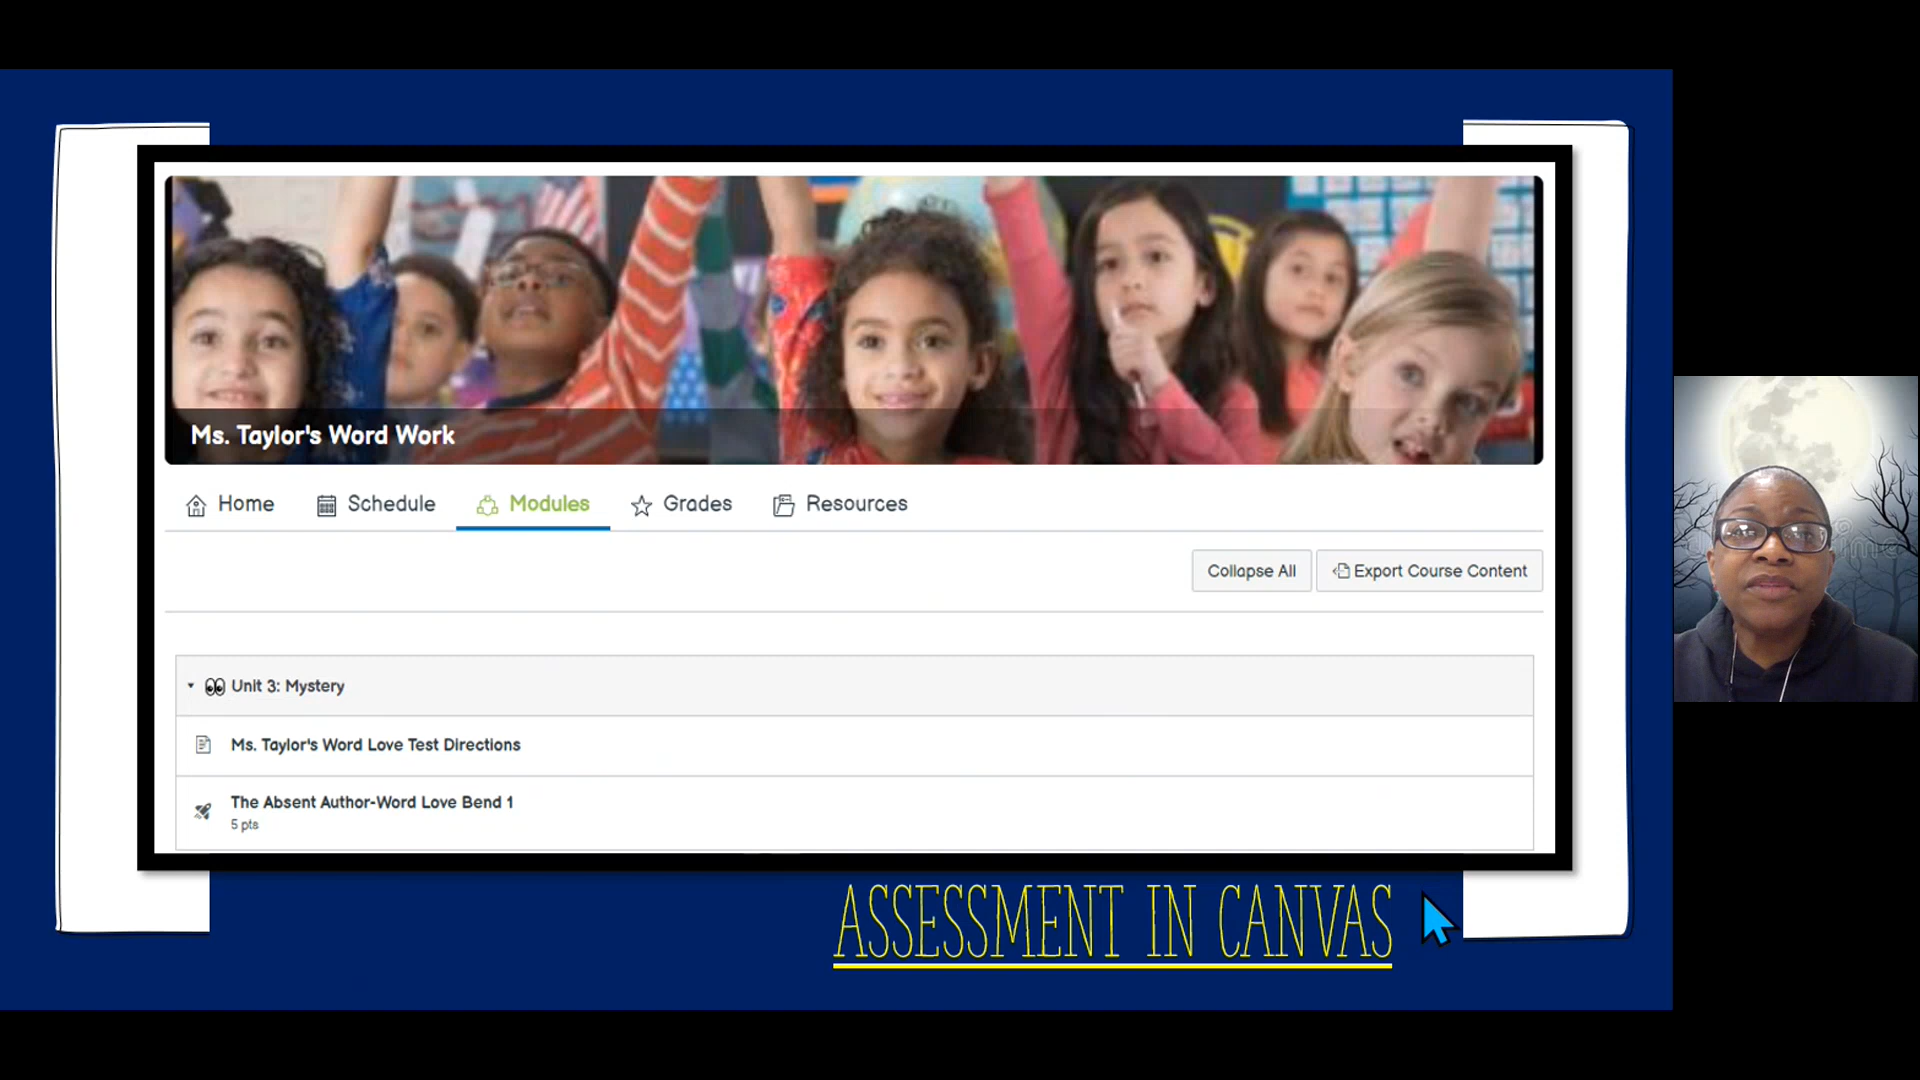 Ms. Taylor's Word Work
Home Schedule Modules Grades Resources
Collapse All Export Course Content
Unit 3: Mystery
Ms. Taylor's Word Love Test Directions
The Absent Author-Word Love Bend 1
5 pts
ASSESSMENT IN CANVAS